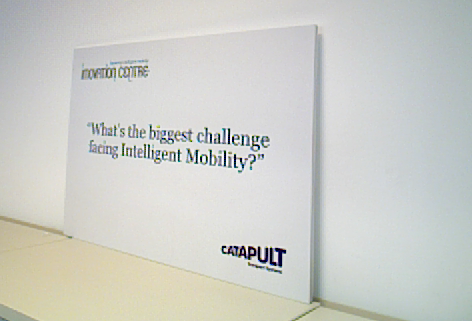 innovation centre
"What's the biggest challenge
facing Intelligent Mobility?"
CATAPULT
Transport Systems